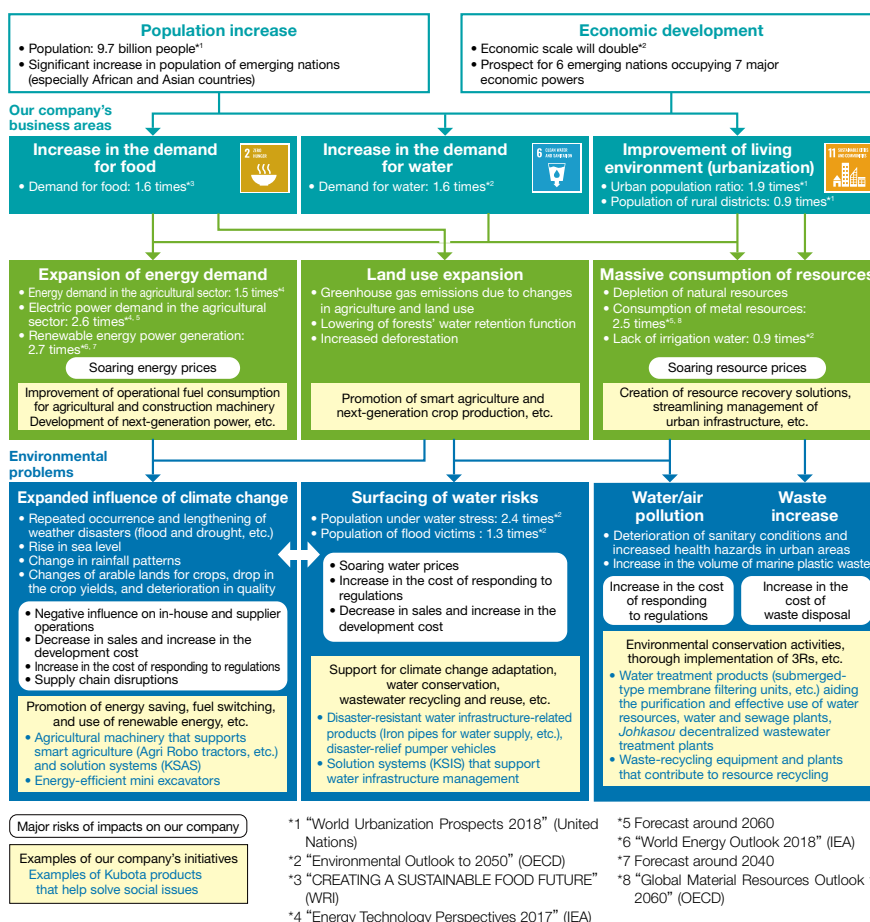 Population increase
• Population: 9.7 billion people*1
• Significant increase in population of emerging nations
(especially African and Asian countries)
Economic development
• Economic scale will double*2
• Prospect for 6 emerging nations occupying 7 major
economic powers
Our company's
business areas
Increase in the demand
for food
• Demand for food: 1.6 times*3
2 ZERO
HUNGER
Increase in the demand
for water
• Demand for water: 1.6 times*2
6 CLEAN WATER
AND SANITATION
Improvement of living
environment (urbanization)
• Urban population ratio: 1.9 times*1
• Population of rural districts: 0.9 times*1
11 SUSTAINABLE CITIES
AND COMMUNITIES
Expansion of energy demand
• Energy demand in the agricultural sector: 1.5 times*4
• Electric power demand in the agricultural
sector: 2.6 times*4, 5
• Renewable energy power generation:
2.7 times*6, 7
Soaring energy prices
Improvement of operational fuel consumption
for agricultural and construction machinery
Development of next-generation power, etc.
Land use expansion
• Greenhouse gas emissions due to changes
in agriculture and land use
• Lowering of forests' water retention function
• Increased deforestation
Promotion of smart agriculture and
next-generation crop production, etc.
Massive consumption of resources
• Depletion of natural resources
• Consumption of metal resources:
2.5 times*5, 8
• Lack of irrigation water: 0.9 times*2
Soaring resource prices
Creation of resource recovery solutions,
streamlining management of
urban infrastructure, etc.
Environmental
problems
Expanded influence of climate change
• Repeated occurrence and lengthening of
weather disasters (flood and drought, etc.)
• Rise in sea level
• Change in rainfall patterns
• Changes of arable lands for crops, drop in
the crop yields, and deterioration in quality
• Negative influence on in-house and supplier
operations
• Decrease in sales and increase in the
development cost
• Increase in the cost of responding to regulations
• Supply chain disruptions
Promotion of energy saving, fuel switching,
and use of renewable energy, etc.
• Agricultural machinery that supports
smart agriculture (Agri Robo tractors, etc.)
and solution systems (KSAS)
• Energy-efficient mini excavators
Surfacing of water risks
• Population under water stress: 2.4 times*2
• Population of flood victims : 1.3 times*2
• Soaring water prices
• Increase in the cost of responding to
regulations
• Decrease in sales and increase in the
development cost
Support for climate change adaptation,
water conservation,
wastewater recycling and reuse, etc.
• Disaster-resistant water infrastructure-related
products (Iron pipes for water supply, etc.),
disaster-relief pumper vehicles
• Solution systems (KSIS) that support
water infrastructure management
Water/air
pollution
Waste
increase
• Deterioration of sanitary conditions and
increased health hazards in urban areas
• Increase in the volume of marine plastic waste
Increase in the cost
of responding
to regulations
Increase in the
cost of
waste disposal
Environmental conservation activities,
thorough implementation of 3Rs, etc.
• Water treatment products (submerged-
type membrane filtering units, etc.) aiding
the purification and effective use of water
resources, water and sewage plants,
Johkasou decentralized wastewater
treatment plants
• Waste-recycling equipment and plants
that contribute to resource recycling
Major risks of impacts on our company
Examples of our company's initiatives
Examples of Kubota products
that help solve social issues
*1 “World Urbanization Prospects 2018” (United
Nations)
*2 “Environmental Outlook to 2050” (OECD)
*3 “CREATING A SUSTAINABLE FOOD FUTURE”
(WRI)
*4 “Energy Technology Perspectives 2017” (IEA)
*5 Forecast around 2060
*6 “World Energy Outlook 2018” (IEA)
*7 Forecast around 2040
*8 “Global Material Resources Outlook
2060” (OECD)